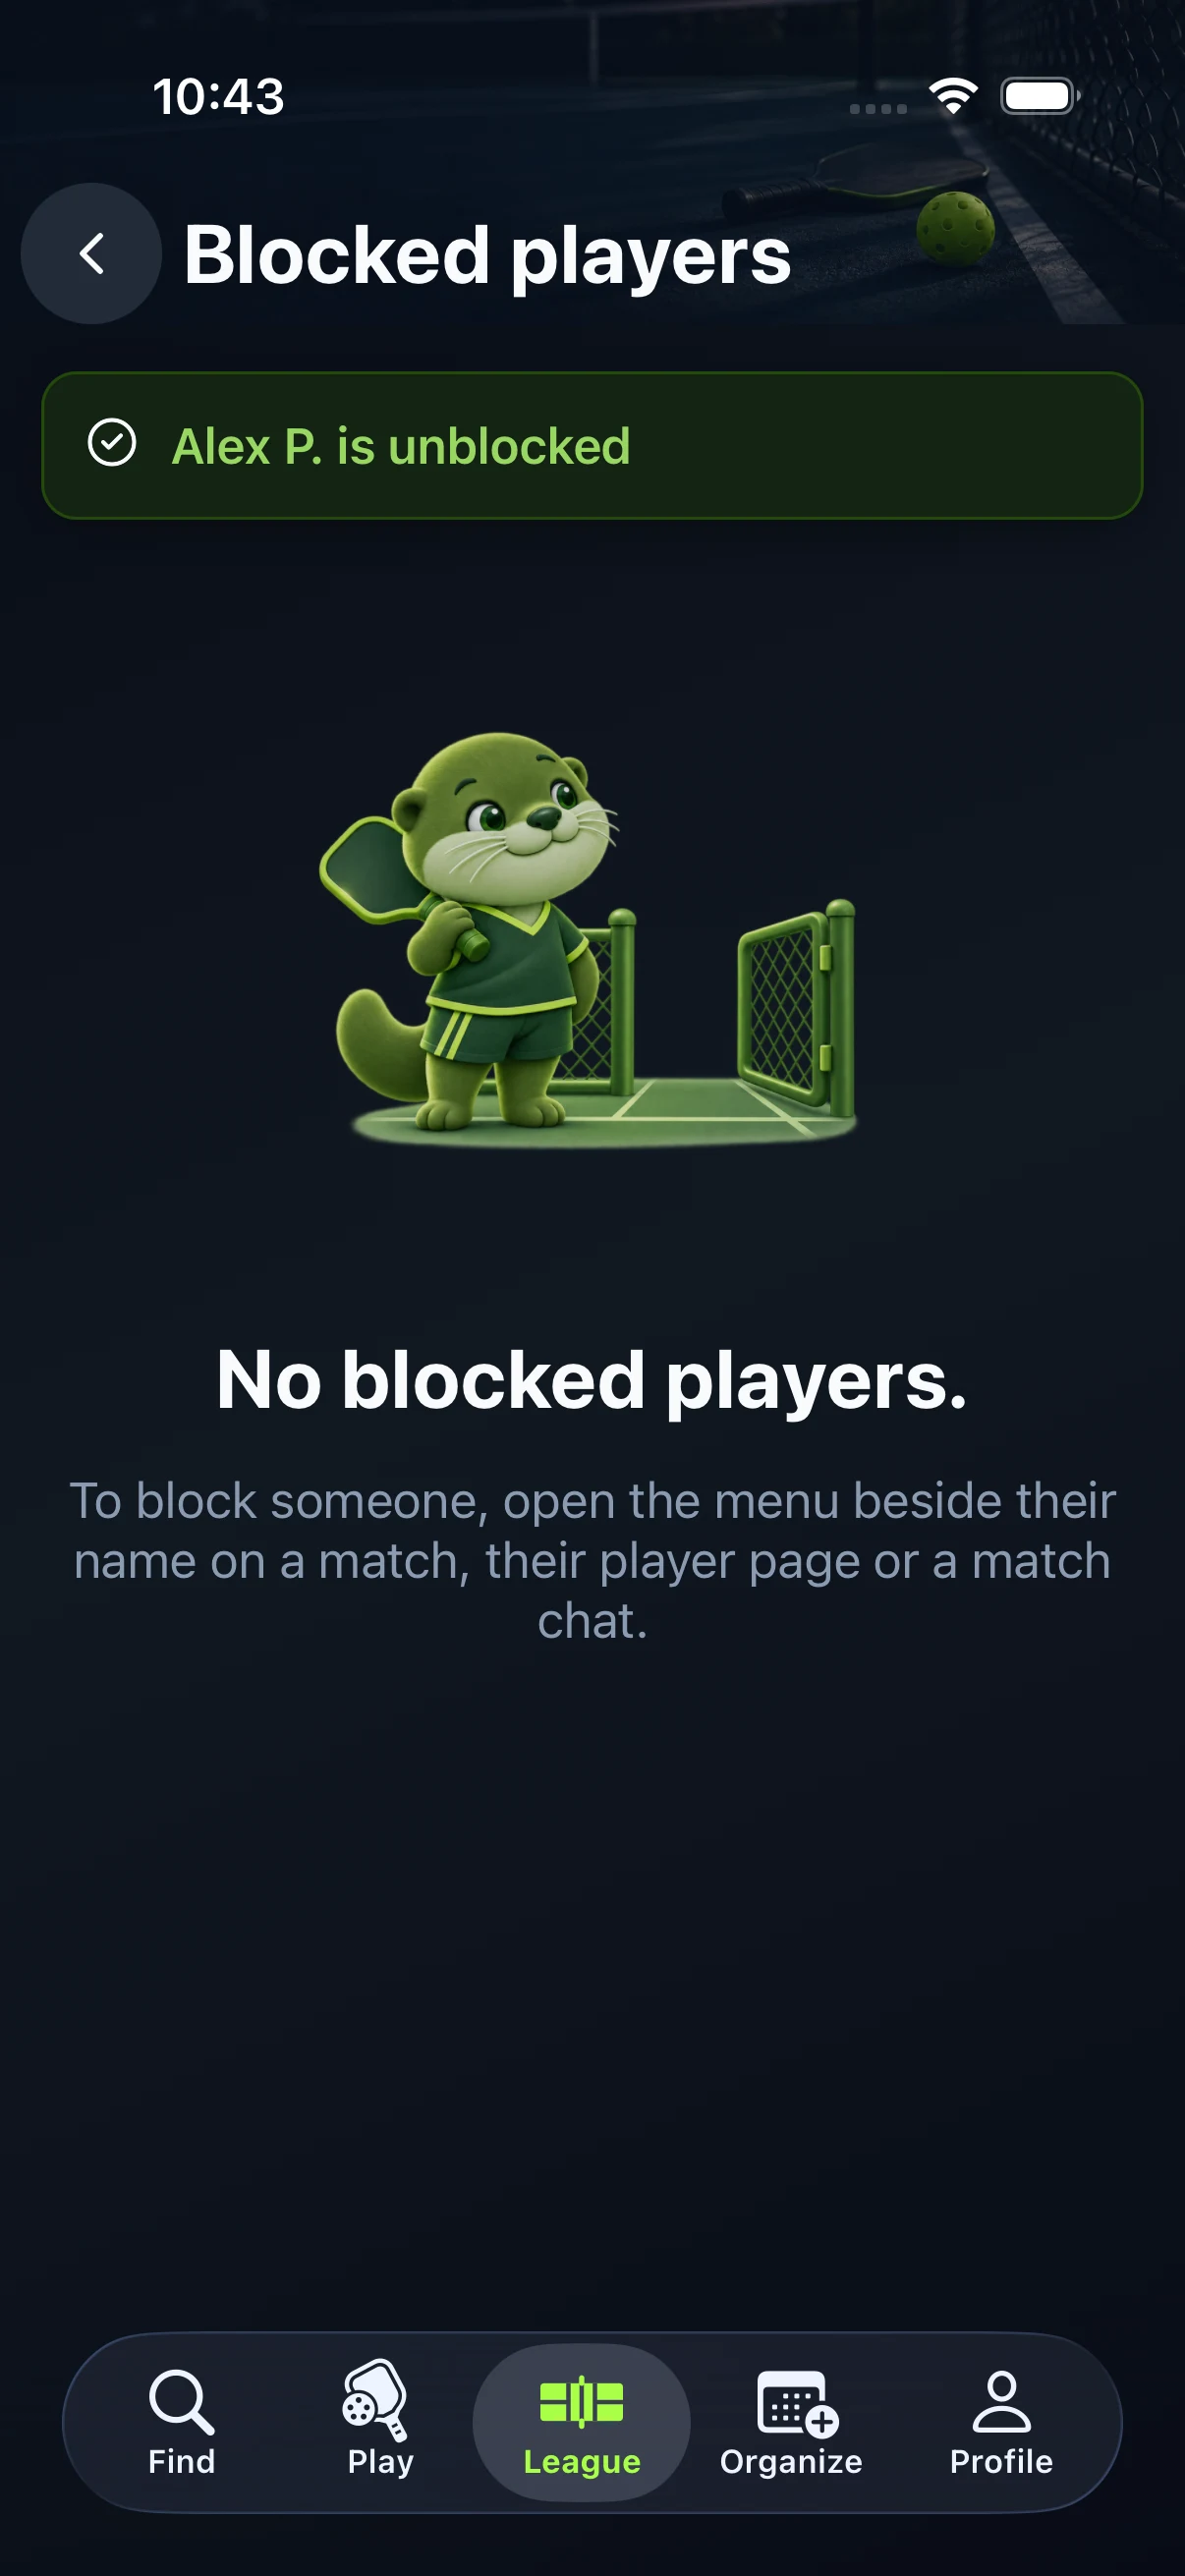 10:43
Blocked players
Alex P. is unblocked
No blocked players.
To block someone, open the menu beside their
name on a match, their player page or a match
chat.
Find
Play
League
Organize
Profile